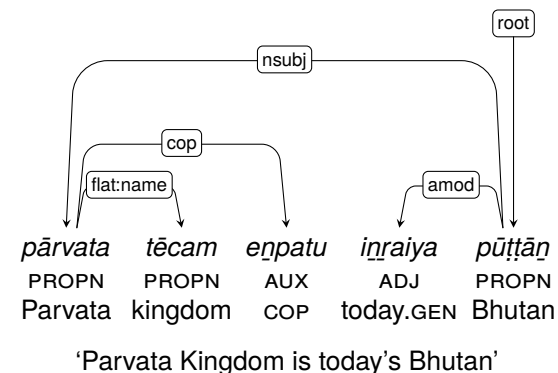 root
nsubj
cop
flat:name amod
pārvata tēcam eṉpatu iṉṟaiya pūṭṭāṉ
PROPN PROPN AUX ADJ PROPN
Parvata kingdom COP today.GEN Bhutan
‘Parvata Kingdom is today’s Bhutan’